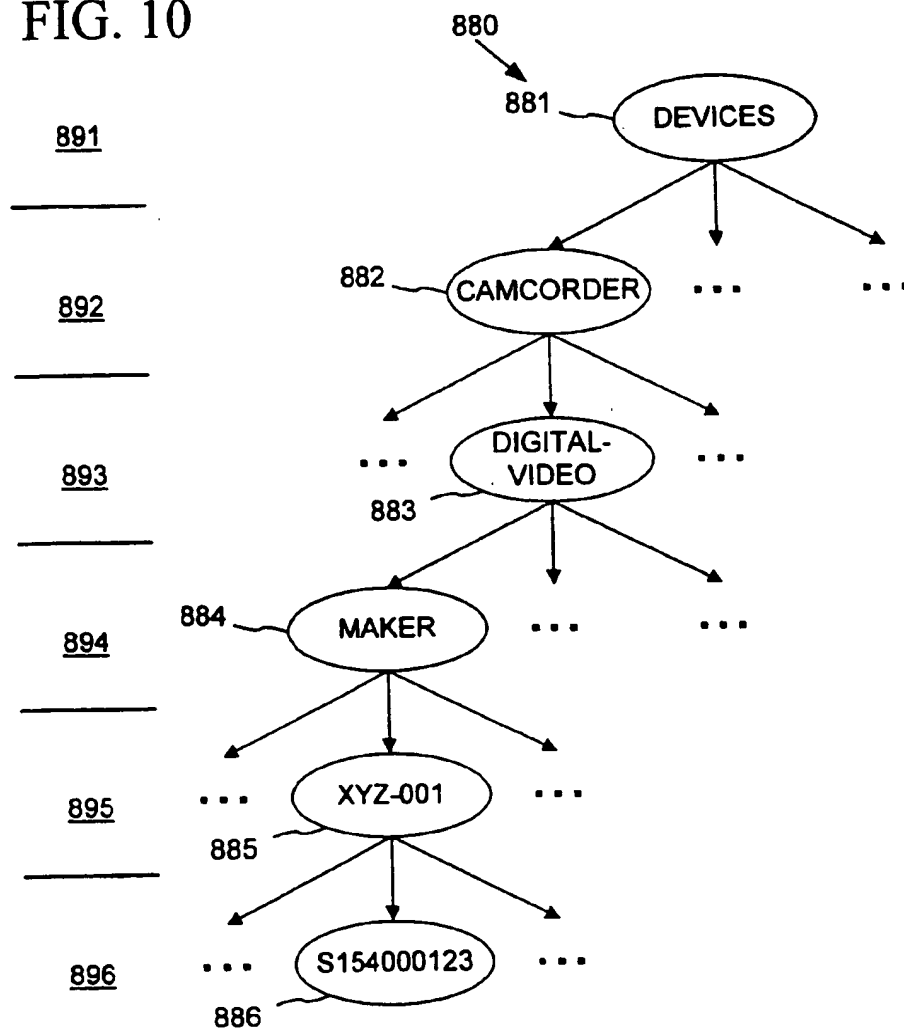 FIG. 10
880
881
DEVICES
891
882
CAMCORDER
...
...
892
...
DIGITAL-
VIDEO
...
893
883
884
MAKER
...
...
894
...
XYZ-001
...
895
885
...
S154000123
...
896
886